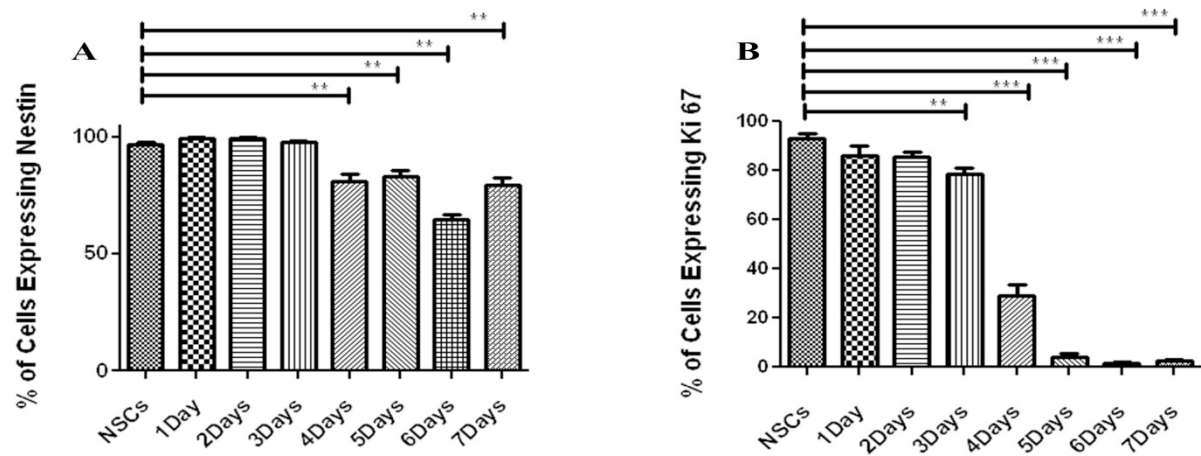 A
**
**
**
**
% of Cells Expressing Nestin
100
50
0
NSCs
1Day
2Days
3Days
4Days
5Days
6Days
7Days
B
***
***
***
***
**
% of Cells Expressing Ki 67
100
80
60
40
20
0
NSCs
1Day
2Days
3Days
4Days
5Days
6Days
7Days